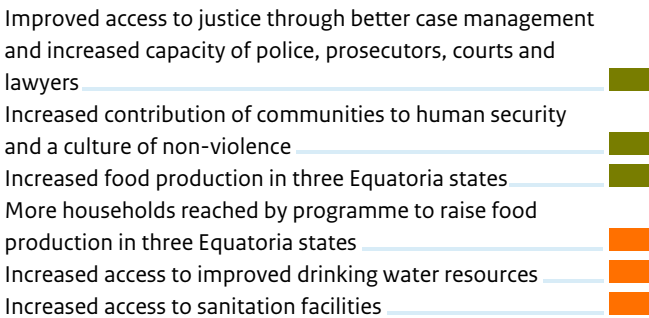 Improved access to justice through better case management
and increased capacity of police, prosecutors, courts and
lawyers
Increased contribution of communities to human security
and a culture of non-violence
Increased food production in three Equatoria states
More households reached by programme to raise food
production in three Equatoria states
Increased access to improved drinking water resources
Increased access to sanitation facilities